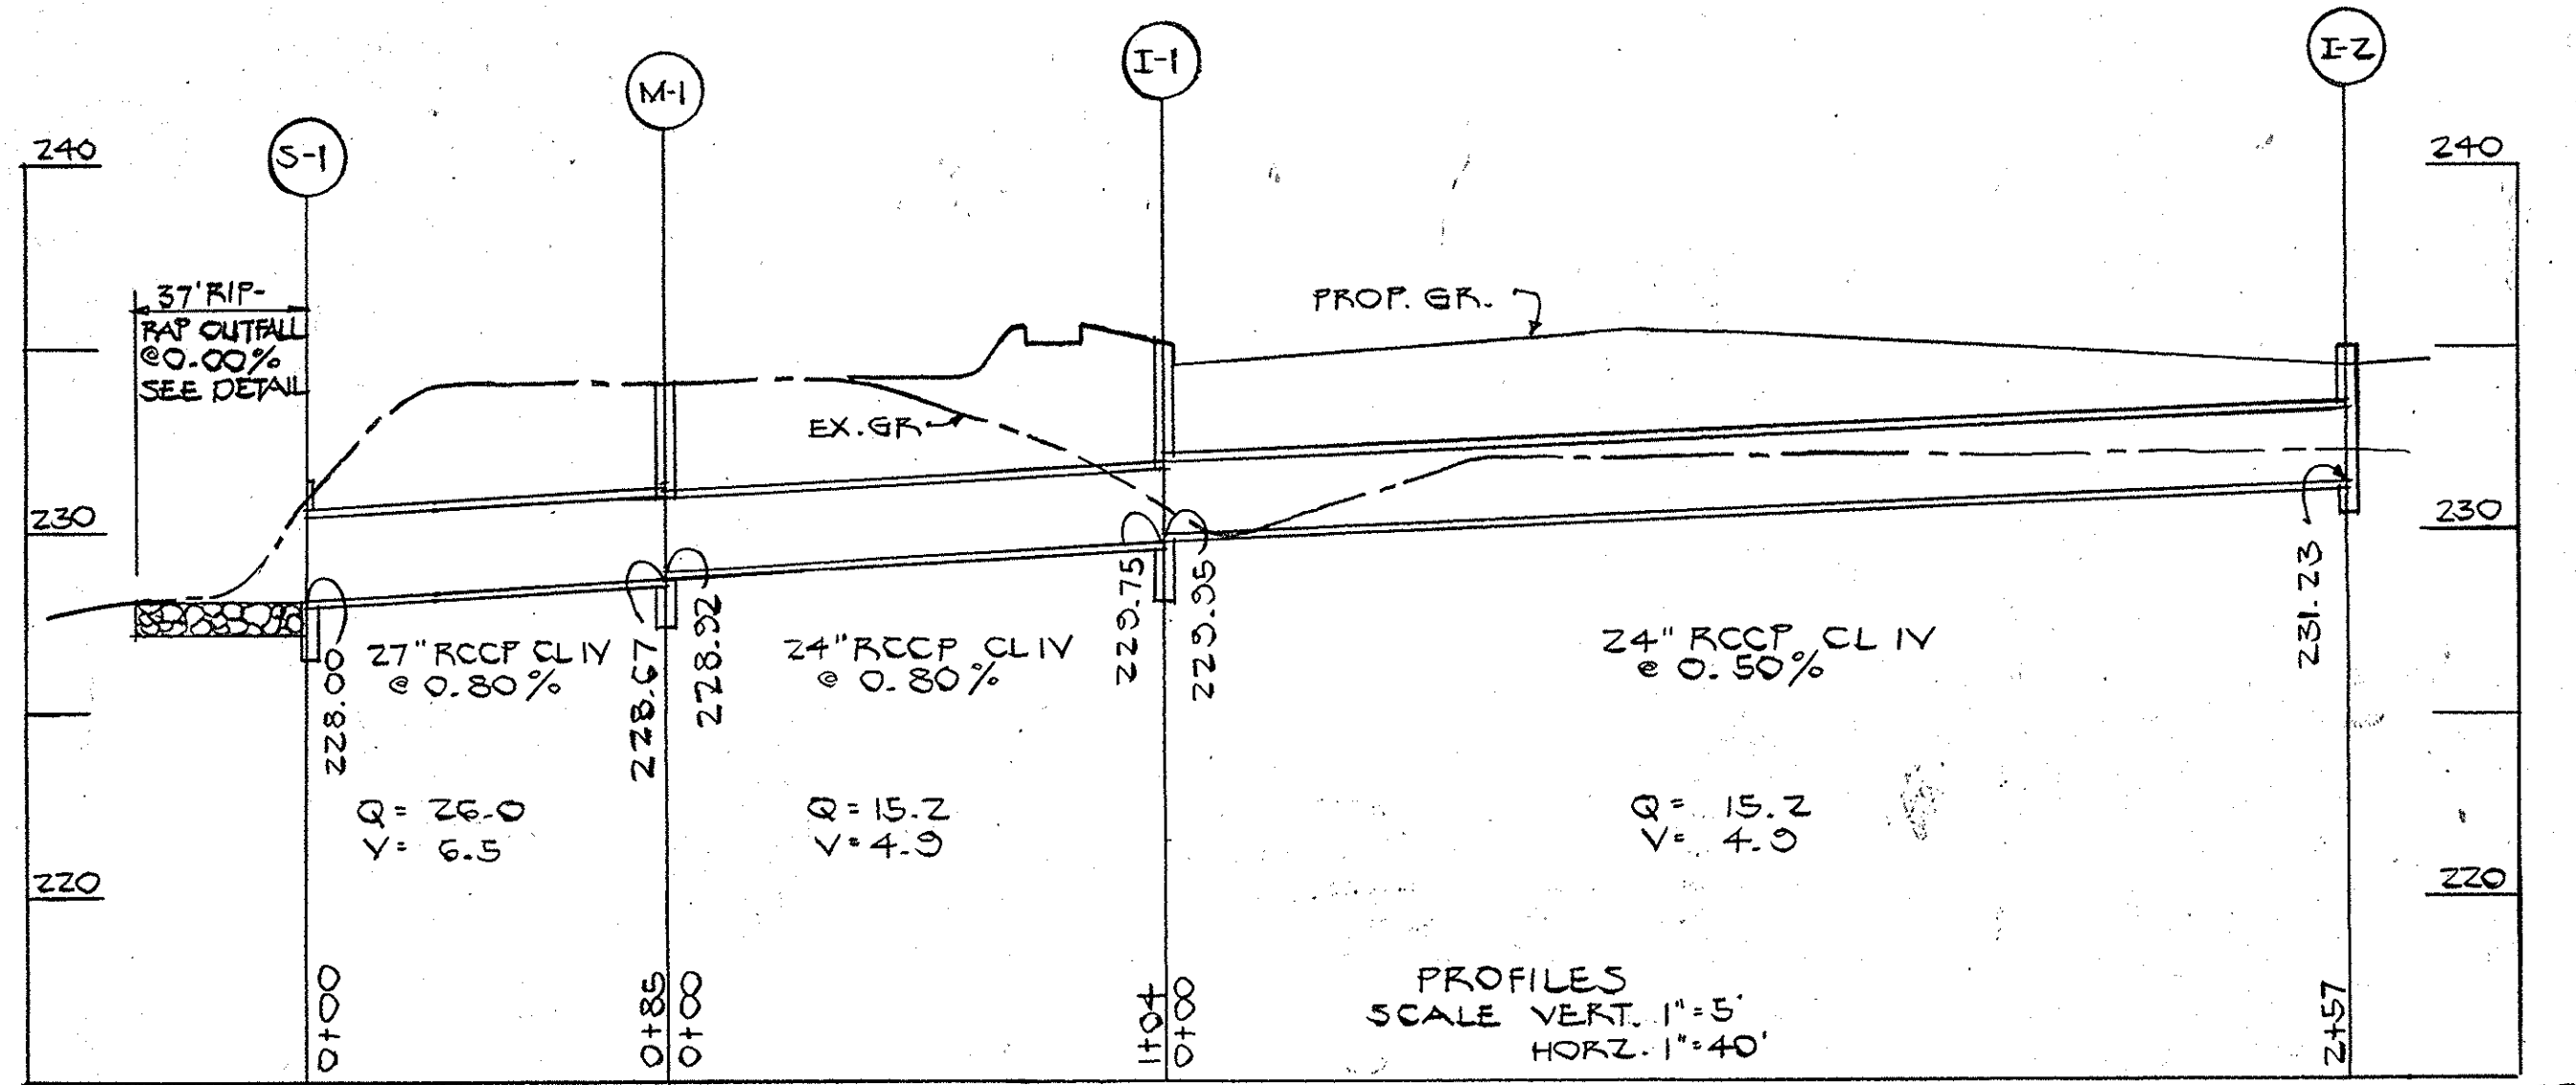 S-1
M-1
I-1
I-2
240
240
37' RIP-
RAP OUTFALL
@ 0.00%
SEE DETAIL
PROP. GR.
EX. GR
230
230
228.00
228.67
228.92
229.75
229.95
231.23
27" RCCP CL IV
@ 0.80%
24" RCCP CL IV
@ 0.80%
24" RCCP CL IV
@ 0.50%
Q = 26.0
V = 6.5
Q = 15.2
V = 4.9
Q = 15.2
V = 4.9
220
220
0+00
0+85
0+00
1+04
0+00
2+57
PROFILES
SCALE VERT. 1" = 5'
HORZ. 1" = 40'